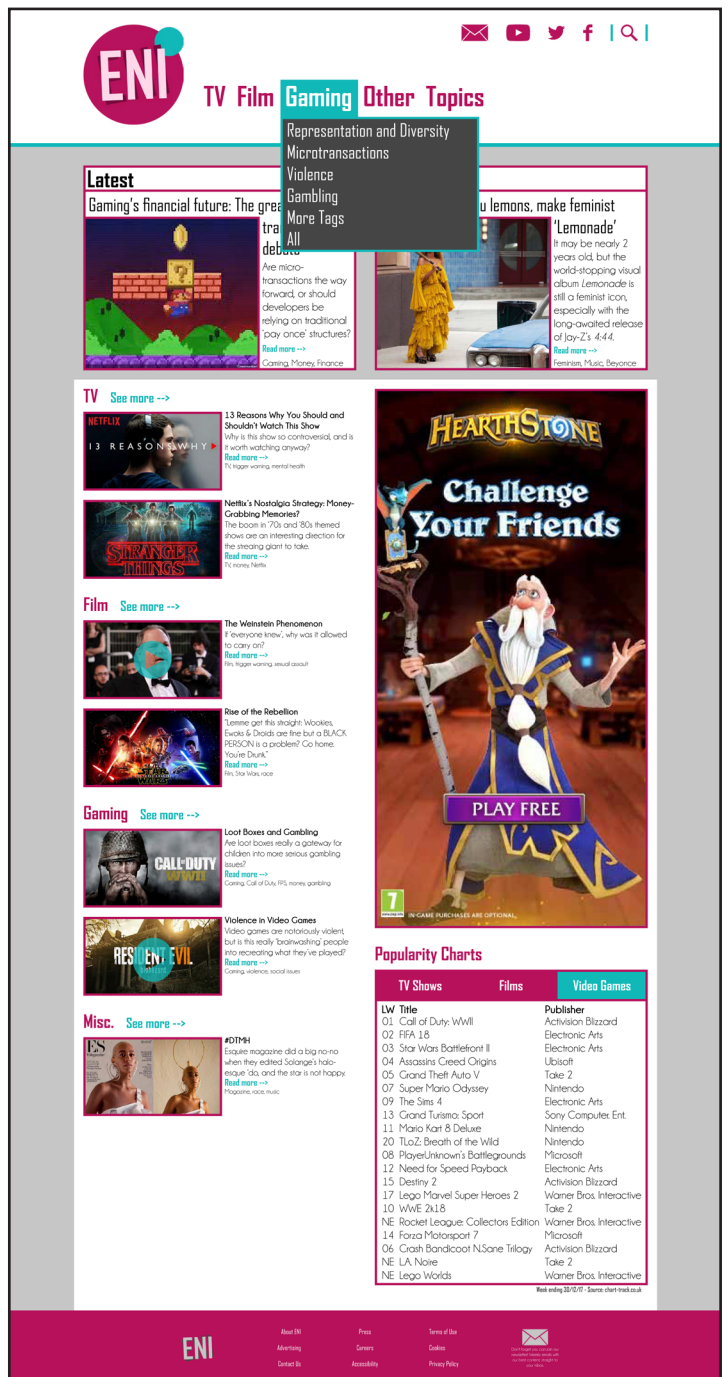 ENI
TV Film Gaming Other Topics
Representation and Diversity
Microtransactions
Violence
Gambling
More Tags
All
Latest
Gaming's financial future: The grea
tra
deb
Are micro-
transactions the way
forward, or should
developers be
relying on traditional
'pay once' structures?
Read more -->
Gaming, Money, Finance
u lemons, make feminist
'Lemonade'
It may be nearly 2
years old, but the
world-stopping visual
album Lemonade is
still a feminist icon,
especially with the
long-awaited release
of Jay-Z's 4:44.
Read more -->
Feminism, Music, Beyonce
TV See more -->
NETFLIX
13 REASONS WHY
13 Reasons Why You Should and
Shouldn't Watch This Show
Why is this show so controversial, and is
it worth watching anyway?
Read more -->
TV, trigger warning, mental health
STRANGER
THINGS
Netflix's Nostalgia Strategy: Money-
Grabbing Memories?
The boom in '70s and '80s themed
shows are an interesting direction for
the streaing giant to take.
Read more -->
TV, money, Netflix
Film See more -->
The Weinstein Phenomenon
If 'everyone knew', why was it allowed
to carry on?
Read more -->
Film, trigger warning, sexual assault
STAR
WARS
Rise of the Rebellion
"Lemme get this straight: Wookies,
Ewoks & Droids are fine but a BLACK
PERSON is a problem? Go home.
You're Drunk."
Read more -->
Film, Star Wars, race
Gaming See more -->
CALL OF DUTY
WWII
Loot Boxes and Gambling
Are loot boxes really a gateway for
children into more serious gambling
issues?
Read more -->
Gaming, Call of Duty, FPS, money, gambling
RESIDENT EVIL
biohazard
Violence in Video Games
Video games are notoriously violent,
but is this really 'brainwashing' people
into recreating what they've played?
Read more -->
Gaming, violence, social issues
Misc. See more -->
ES
#DTMH
Esquire magazine did a big no-no
when they edited Solange's halo-
esque 'do, and the star is not happy.
Read more -->
Magazine, race, music
HEARTHSTONE
Challenge
Your Friends
PLAY FREE
7
IN-GAME PURCHASES ARE OPTIONAL.
Popularity Charts
TV Shows Films Video Games
LW Title Publisher
01 Call of Duty: WWII Activision Blizzard
02 FIFA 18 Electronic Arts
03 Star Wars Battlefront II Electronic Arts
04 Assassins Creed Origins Ubisoft
05 Grand Theft Auto V Take 2
07 Super Mario Odyssey Nintendo
09 The Sims 4 Electronic Arts
13 Grand Turismo: Sport Sony Computer. Ent.
11 Mario Kart 8 Deluxe Nintendo
20 TLoZ: Breath of the Wild Nintendo
08 PlayerUnknown's Battlegrounds Microsoft
12 Need for Speed Payback Electronic Arts
15 Destiny 2 Activision Blizzard
17 Lego Marvel Super Heroes 2 Warner Bros. Interactive
10 WWE 2k18 Take 2
NE Rocket League: Collectors Edition Warner Bros. Interactive
14 Forza Motorsport 7 Microsoft
06 Crash Bandicoot N.Sane Trilogy Activision Blizzard
NE L.A. Noire Take 2
NE Lego Worlds Warner Bros. Interactive
Week ending 30/12/17 - Source: chart-track.co.uk
ENI
About ENI Press Terms of Use
Advertising Careers Cookies
Contact Us Accessibility Privacy Policy